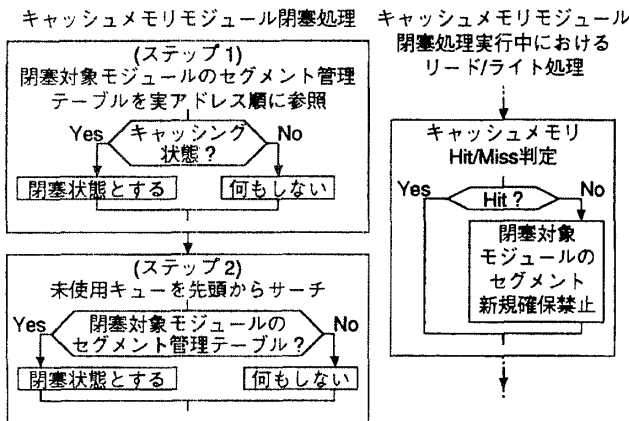 キャッシュメモリモジュール閉塞処理
(ステップ1)
閉塞対象モジュールのセグメント管理
テーブルを実アドレス順に参照
Yes
キャッシング
状態?
No
閉塞状態とする
何もしない
(ステップ2)
未使用キューを先頭からサーチ
Yes
閉塞対象モジュールの
セグメント管理テーブル?
No
閉塞状態とする
何もしない
キャッシュメモリモジュール
閉塞処理実行中における
リード/ライト処理
キャッシュメモリ
Hit/Miss判定
Yes
Hit?
No
閉塞対象
モジュールの
セグメント
新規確保禁止